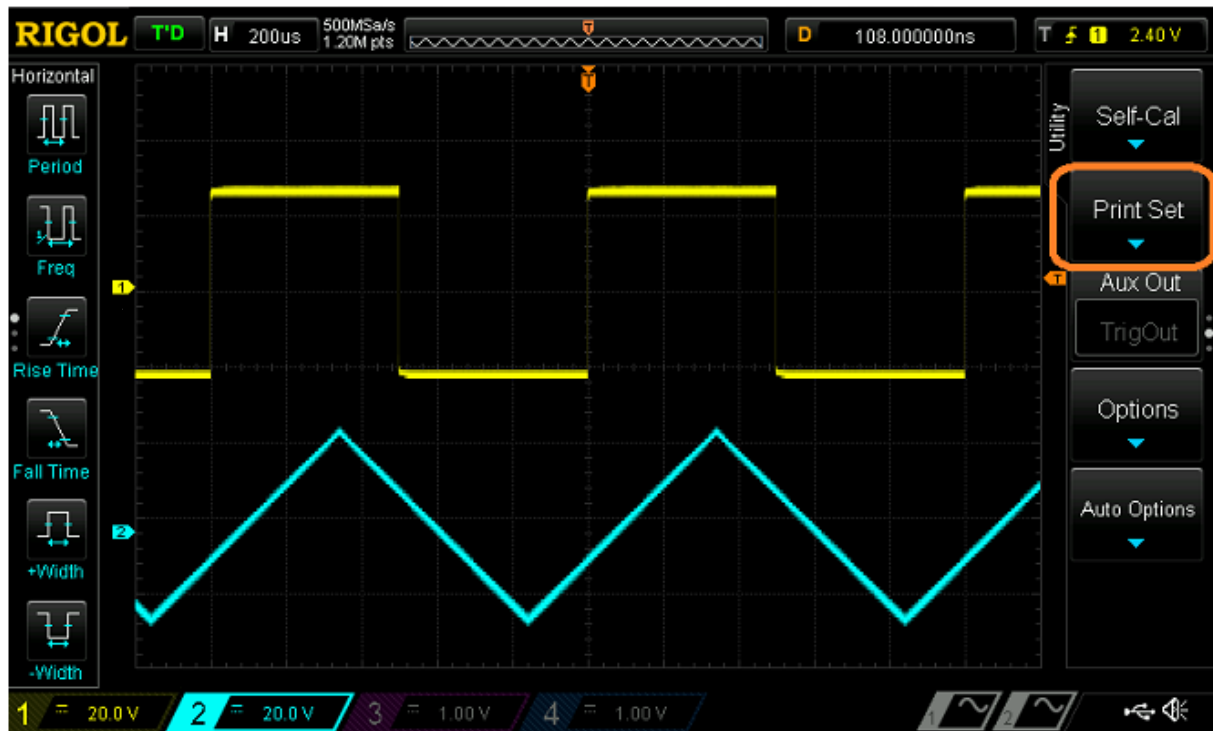 RIGOL T'D H 200us 500MSa/s 1.20M pts T D 108.000000ns T 1 2.40 V
Horizontal
Period
Freq
Rise Time
Fall Time
+Width
-Width
T
1
2
T
Utility
Self-Cal
Print Set
Aux Out
TrigOut
Options
Auto Options
1 20.0 V 2 20.0 V 3 1.00 V 4 1.00 V 1 2